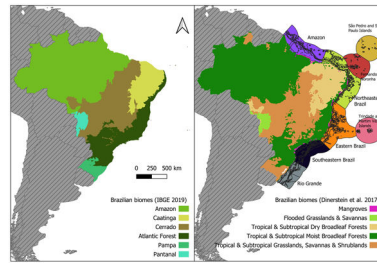 0
250
500 km
Brazilian biomes (IBGE 2019)
Amazon
Caatinga
Cerrado
Atlantic Forest
Pampa
Pantanal
São Pedro and S
Paulo Islands
Amazon
Northeastern
Brazil
Eastern Brazil
Southeastern Brazil
Rio Grande
Brazilian biomes (Dinerstein et al. 2017
Mangroves
Flooded Grasslands & Savannas
Tropical & Subtropical Dry Broadleaf Forests
Tropical & Subtropical Moist Broadleaf Forests
Tropical & Subtropical Grasslands, Savannas & Shrublands